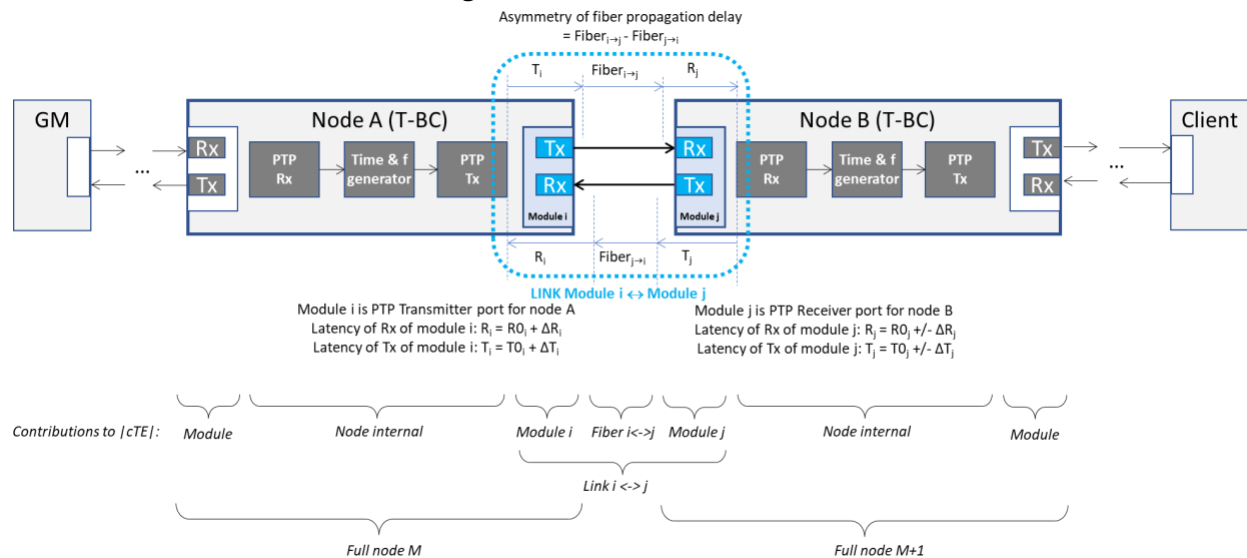 Asymmetry of fiber propagation delay
= Fiberi→j - Fiberj→i
Ti Fiberi→j Rj
GM
Node A (T-BC)
Node B (T-BC)
Client
Rx
Tx
PTP Rx
Time & f generator
PTP Tx
Tx
Rx
Module i
Rx
Tx
Module j
PTP Rx
Time & f generator
PTP Tx
Tx
Rx
...
...
Ri Fiberj→i Tj
LINK Module i ↔ Module j
Module i is PTP Transmitter port for node A
Latency of Rx of module i: Ri = R0i + ΔRi
Latency of Tx of module i: Ti = T0i + ΔTi
Module j is PTP Receiver port for node B
Latency of Rx of module j: Rj = R0j +/- ΔRj
Latency of Tx of module j: Tj = T0j +/- ΔTj
Contributions to |cTE|: Module Node internal Module i Fiber i<->j Module j Node internal Module
Link i <-> j
Full node M Full node M+1